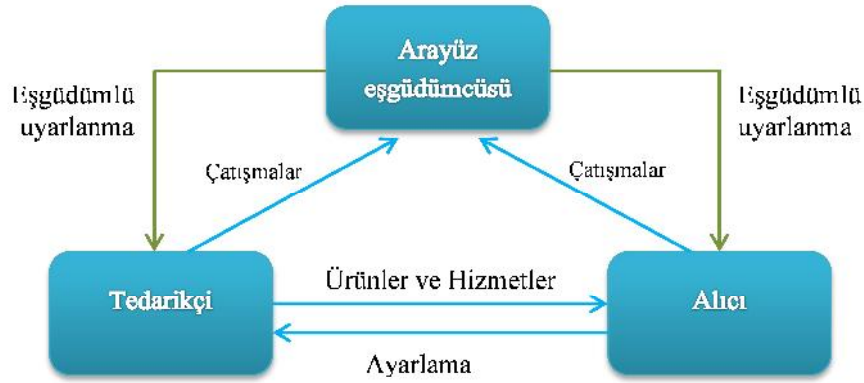 Arayüz
eşgüdümcüsü
Eşgüdümlü
uyarlanma
Eşgüdümlü
uyarlanma
Çatışmalar
Çatışmalar
Tedarikçi
Ürünler ve Hizmetler
Alıcı
Ayarlama